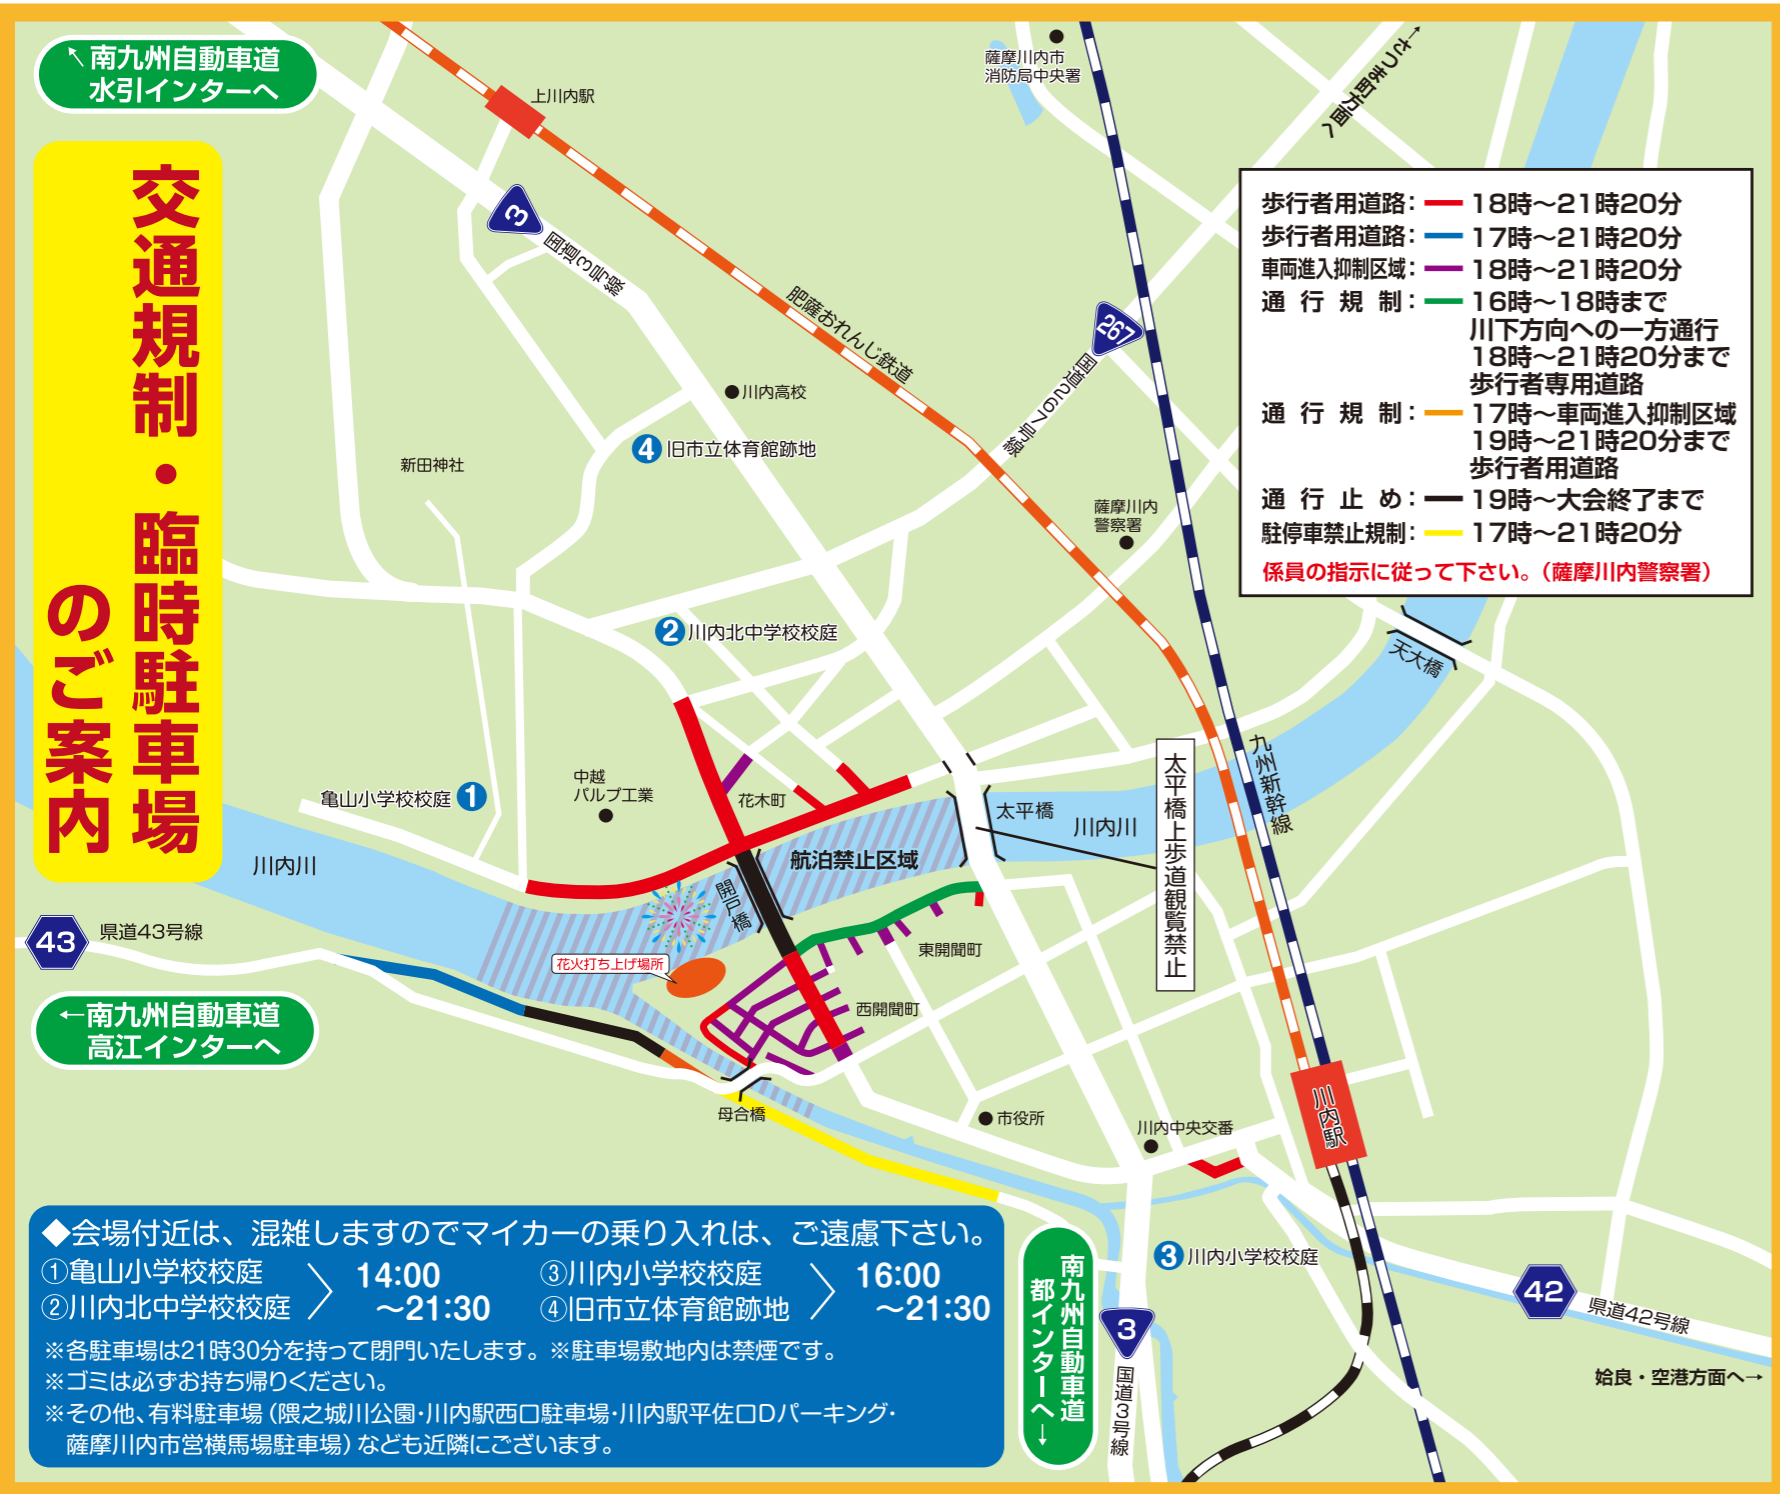 ↖南九州自動車道
水引インターへ
交通規制・臨時駐車場
のご案内
上川内駅
薩摩川内市
消防局中央署
さつま町方面へ→
3
国道3号線
肥薩おれんじ鉄道
267
国道267号線
川内高校
4 旧市立体育館跡地
新田神社
薩摩川内
警察署
歩行者用道路：18時～21時20分
歩行者用道路：17時～21時20分
車両進入抑制区域：18時～21時20分
通行規制：16時～18時まで
川下方向への一方通行
18時～21時20分まで
歩行者専用道路
通行規制：17時～車両進入抑制区域
19時～21時20分まで
歩行者用道路
通行止め：19時～大会終了まで
駐停車禁止規制：17時～21時20分
係員の指示に従って下さい。（薩摩川内警察署）
2 川内北中学校校庭
天大橋
九州新幹線
中越
パルプ工業
亀山小学校校庭 1
花木町
太平橋
川内川
太平橋上歩道観覧禁止
川内川
航泊禁止区域
開戸橋
43
県道43号線
東開聞町
花火打ち上げ場所
西開聞町
←南九州自動車道
高江インターへ
母合橋
市役所
川内中央交番
川内駅
3 川内小学校校庭
42
県道42号線
姶良・空港方面へ→
南九州自動車道
都インターへ→
3
国道3号線
◆会場付近は、混雑しますのでマイカーの乗り入れは、ご遠慮下さい。
①亀山小学校校庭
②川内北中学校校庭
14:00
～21:30
③川内小学校校庭
④旧市立体育館跡地
16:00
～21:30
※各駐車場は21時30分を持って閉門いたします。※駐車場敷地内は禁煙です。
※ゴミは必ずお持ち帰りください。
※その他、有料駐車場（隈之城川公園・川内駅西口駐車場・川内駅平佐口Dパーキング・
薩摩川内市営横馬場駐車場）なども近隣にございます。